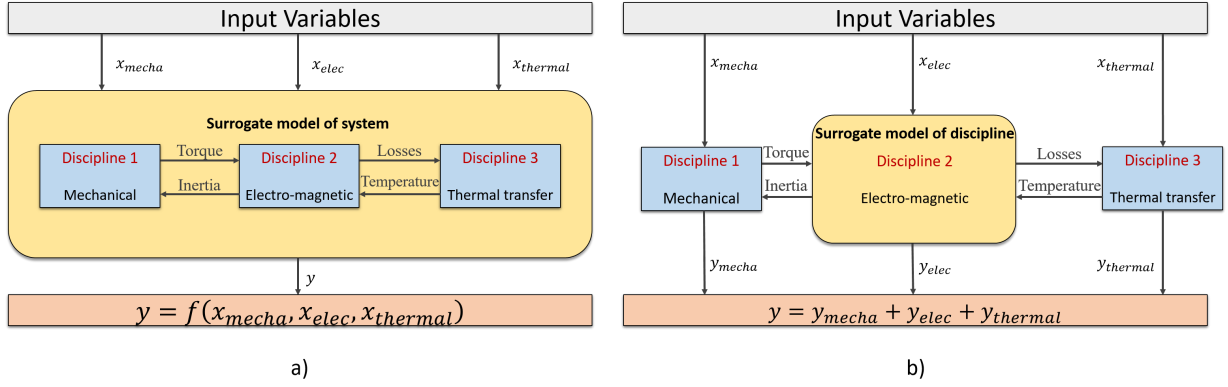 Input Variables
x_mecha
x_elec
x_thermal
Surrogate model of system
Discipline 1
Mechanical
Torque
Inertia
Discipline 2
Electro-magnetic
Losses
Temperature
Discipline 3
Thermal transfer
y
y = f(x_mecha, x_elec, x_thermal)
a)
Input Variables
x_mecha
x_elec
x_thermal
Surrogate model of discipline
Discipline 1
Mechanical
Torque
Inertia
Discipline 2
Electro-magnetic
Losses
Temperature
Discipline 3
Thermal transfer
y_mecha
y_elec
y_thermal
y = y_mecha + y_elec + y_thermal
b)